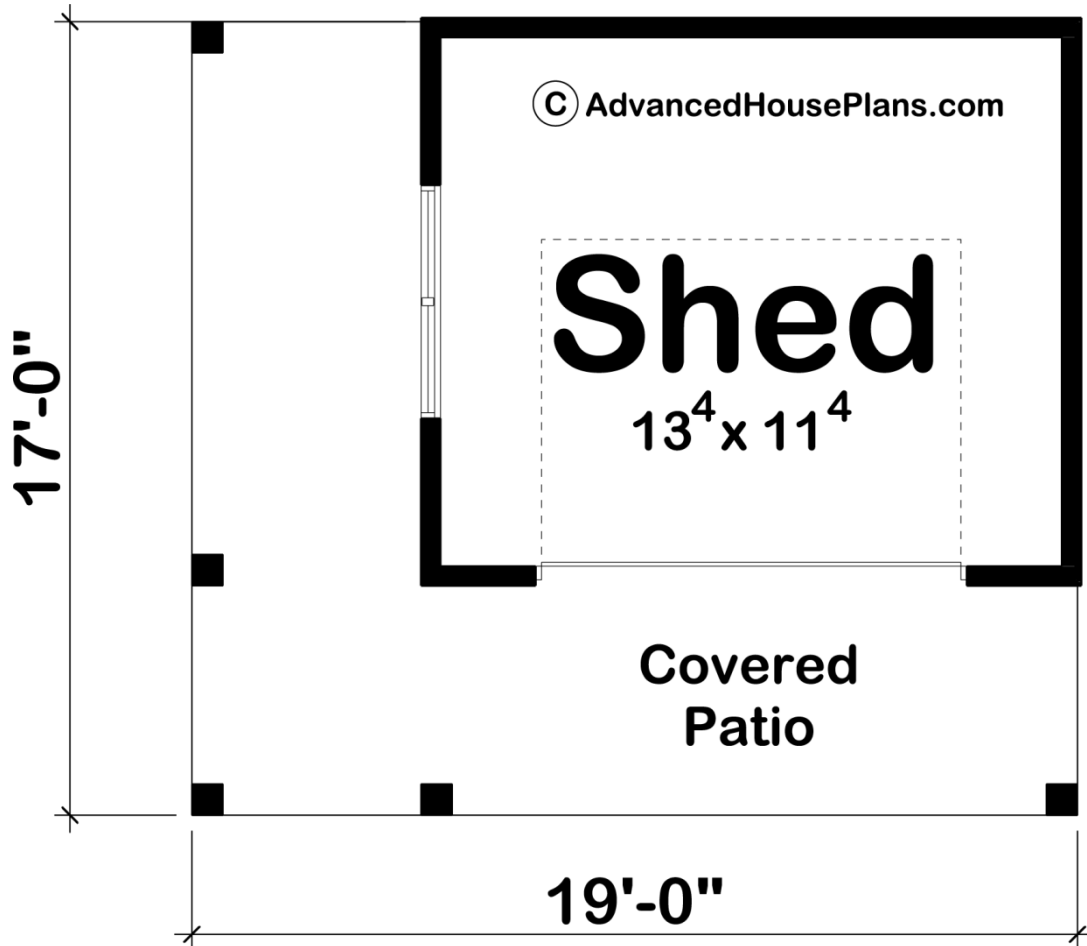 © AdvancedHousePlans.com
Shed
13⁴ x 11⁴
17'-0"
Covered
Patio
19'-0"